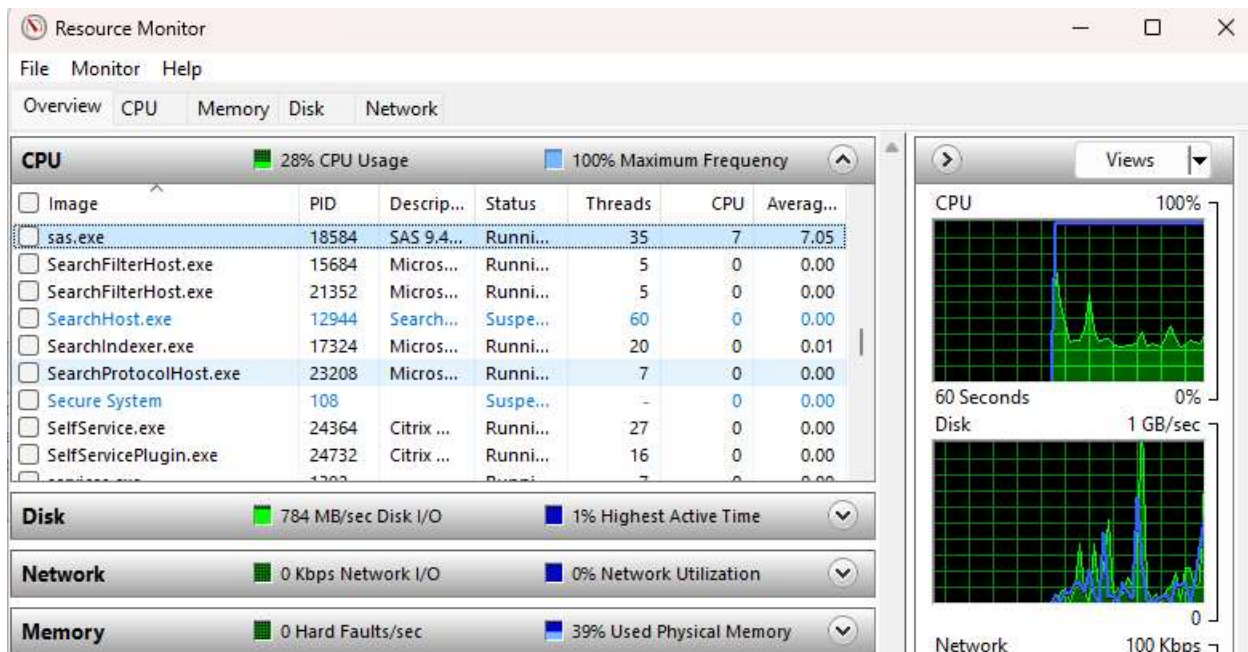 Resource Monitor
File Monitor Help
Overview CPU Memory Disk Network
CPU 28% CPU Usage 100% Maximum Frequency
Image PID Descrip... Status Threads CPU Averag...
sas.exe 18584 SAS 9.4... Runni... 35 7 7.05
SearchFilterHost.exe 15684 Micros... Runni... 5 0 0.00
SearchFilterHost.exe 21352 Micros... Runni... 5 0 0.00
SearchHost.exe 12944 Search... Suspe... 60 0 0.00
SearchIndexer.exe 17324 Micros... Runni... 20 0 0.01
SearchProtocolHost.exe 23208 Micros... Runni... 7 0 0.00
Secure System 108 Suspe... - 0 0.00
SelfService.exe 24364 Citrix ... Runni... 27 0 0.00
SelfServicePlugin.exe 24732 Citrix ... Runni... 16 0 0.00
Disk 784 MB/sec Disk I/O 1% Highest Active Time
Network 0 Kbps Network I/O 0% Network Utilization
Memory 0 Hard Faults/sec 39% Used Physical Memory
Views
CPU 100%
60 Seconds 0%
Disk 1 GB/sec
0
Network 100 Kbps